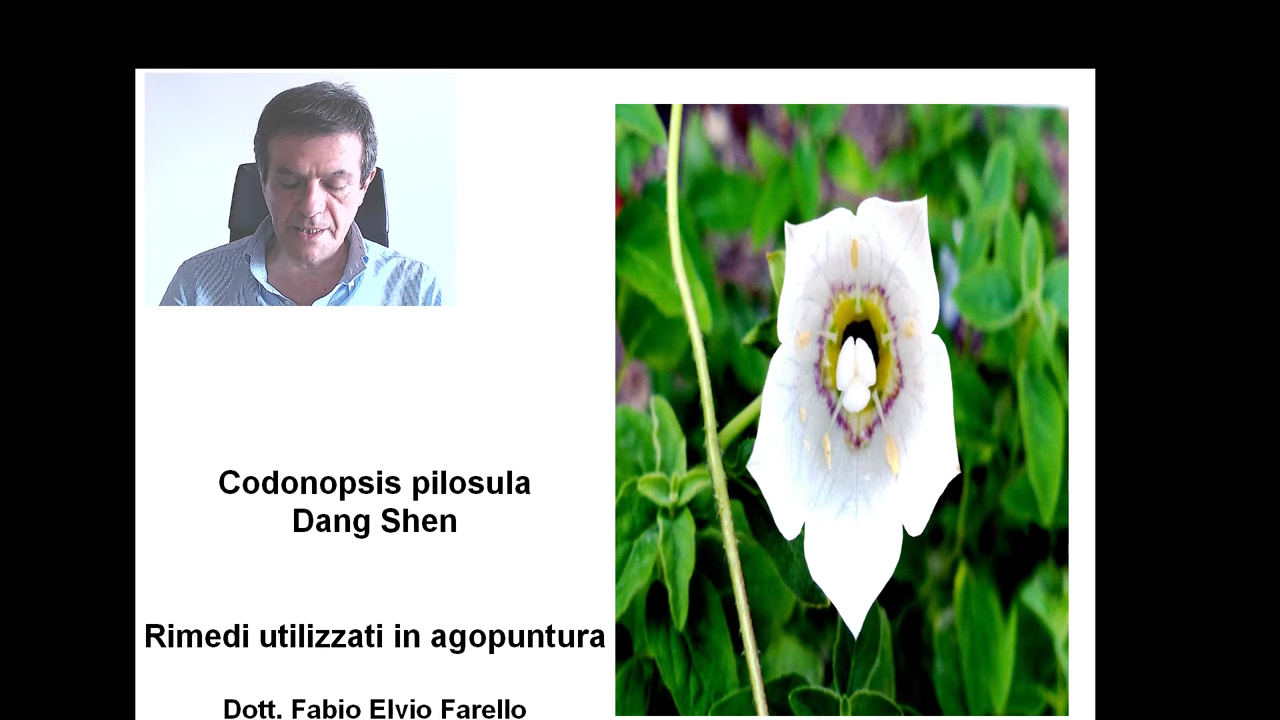 Codonopsis pilosula
Dang Shen
Rimedi utilizzati in agopuntura
Dott. Fabio Elvio Farello